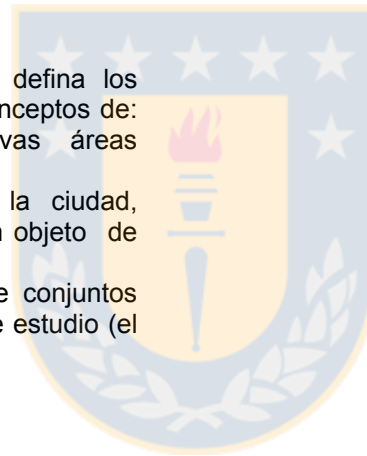 defina los
nceptos de:
vas áreas
la ciudad,
objeto de
e conjuntos
e estudio (el